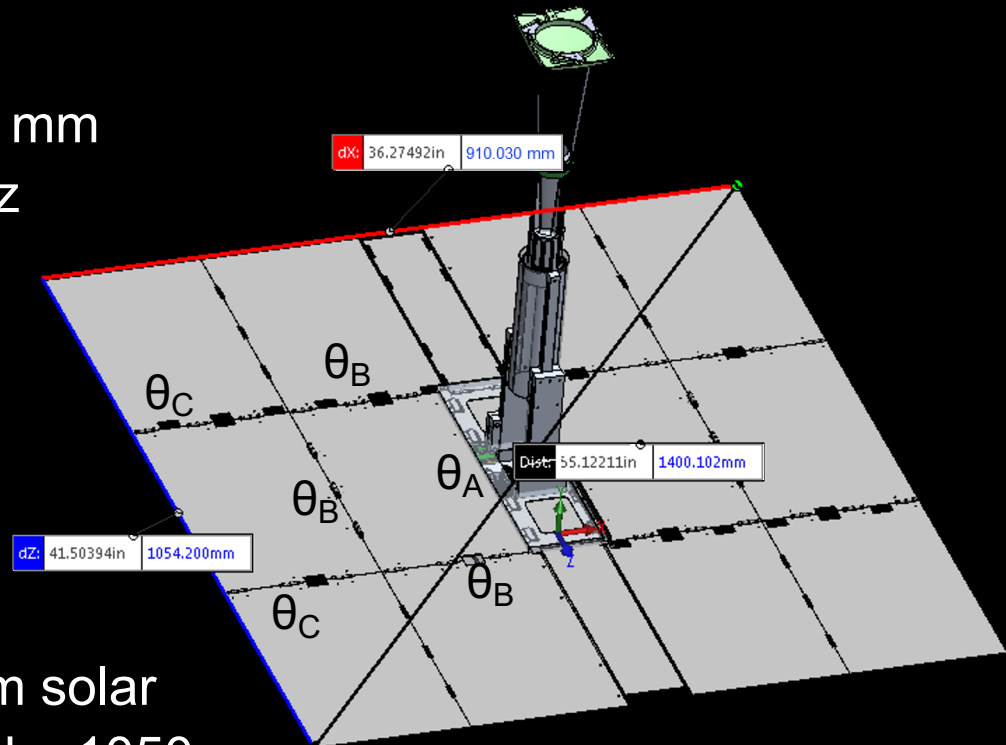 mm
dX: 36.27492in 910.030 mm
z
θB
θC
θA
Dist: 55.12211in 1400.102mm
θB
dZ: 41.50394in 1054.200mm
θB
θC
Z
m solar
1050